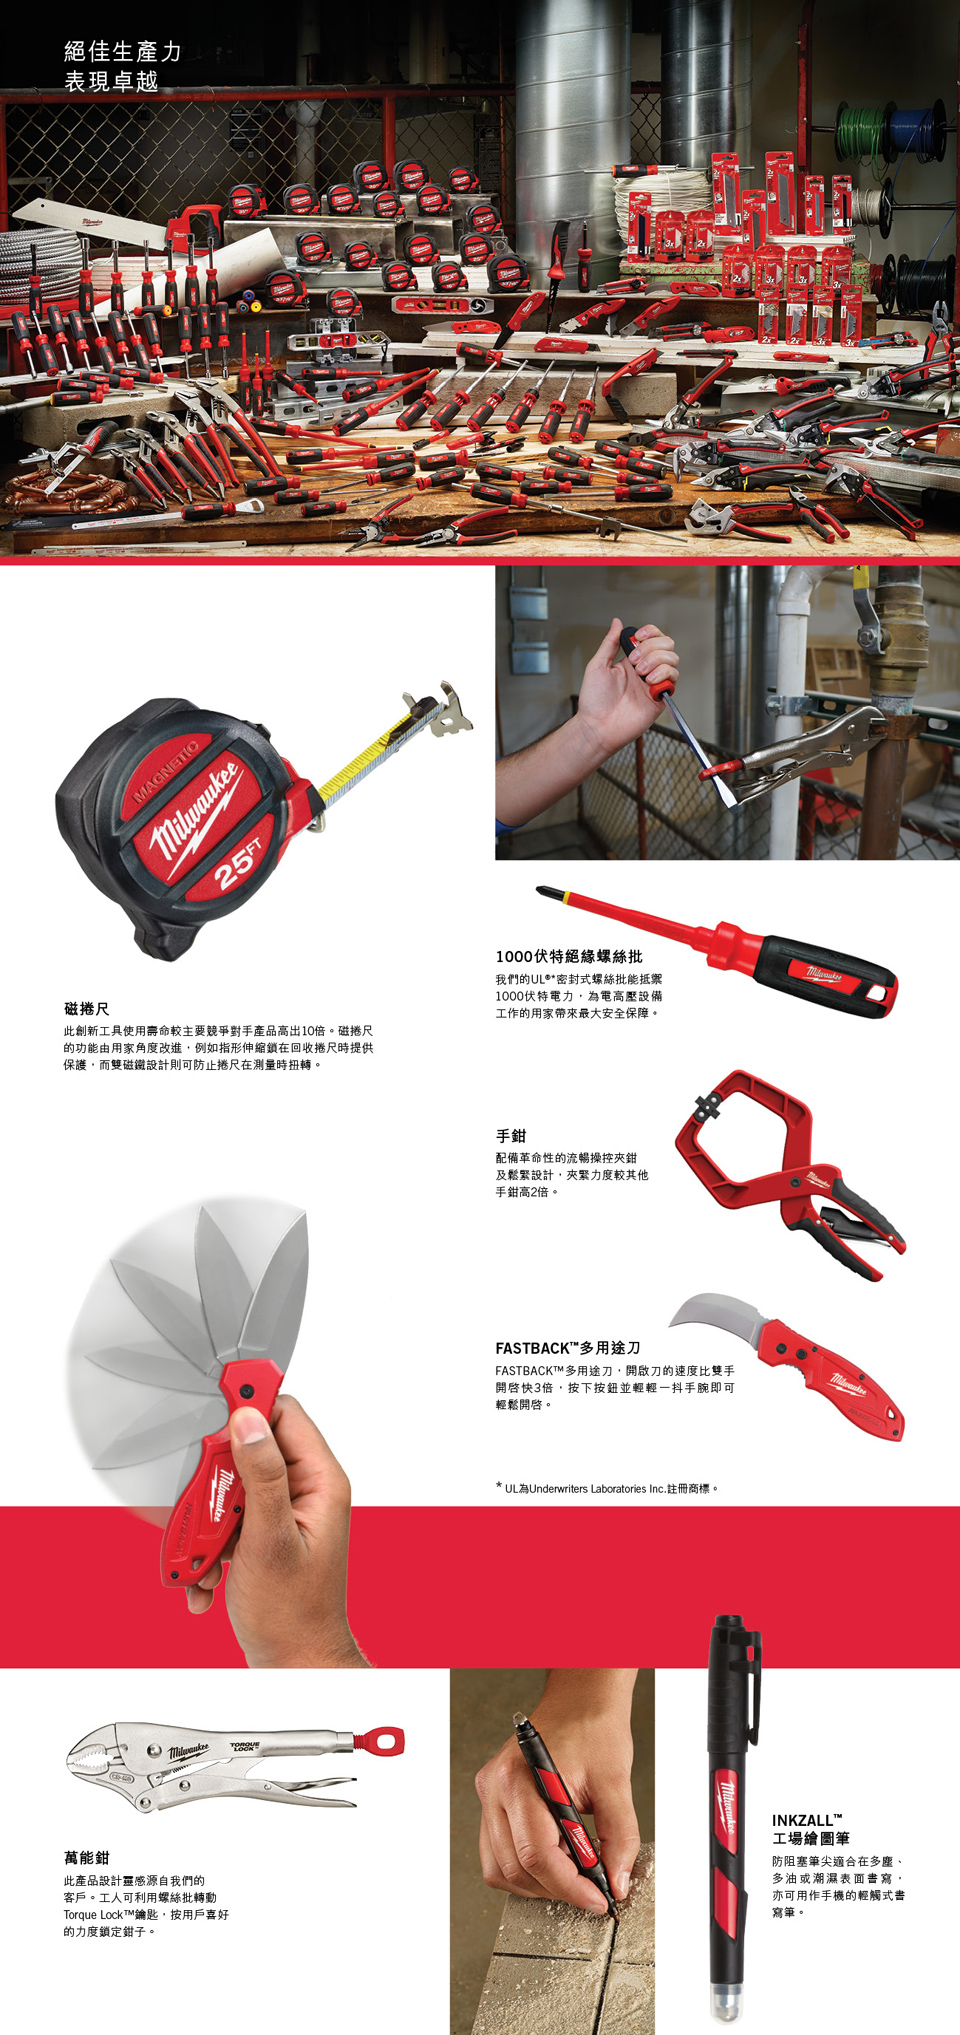 絕佳生產力
表現卓越
MAGNETIC
Milwaukee
25FT
磁捲尺
此創新工具使用壽命較主要競爭對手產品高出10倍。磁捲尺
的功能由用家角度改進，例如指形伸縮鎖在回收捲尺時提供
保護，而雙磁鐵設計則可防止捲尺在測量時扭轉。
1000伏特絕緣螺絲批
我們的UL®*密封式螺絲批能抵禦
1000伏特電力，為電高壓設備
工作的用家帶來最大安全保障。
Milwaukee
手鉗
配備革命性的流暢操控夾鉗
及鬆緊設計，夾緊力度較其他
手鉗高2倍。
Milwaukee
FASTBACK™多用途刀
FASTBACK™多用途刀，開啟刀的速度比雙手
開啓快3倍，按下按鈕並輕輕一抖手腕即可
輕鬆開啓。
Milwaukee
* UL為Underwriters Laboratories Inc.註冊商標。
Milwaukee
FASTBACK
Milwaukee
TORQUE
LOCK™
萬能鉗
此產品設計靈感源自我們的
客戶。工人可利用螺絲批轉動
Torque Lock™鑰匙，按用戶喜好
的力度鎖定鉗子。
Milwaukee
Milwaukee
INKZALL™
工場繪圖筆
防阻塞筆尖適合在多塵、
多油或潮濕表面書寫，
亦可用作手機的輕觸式書
寫筆。